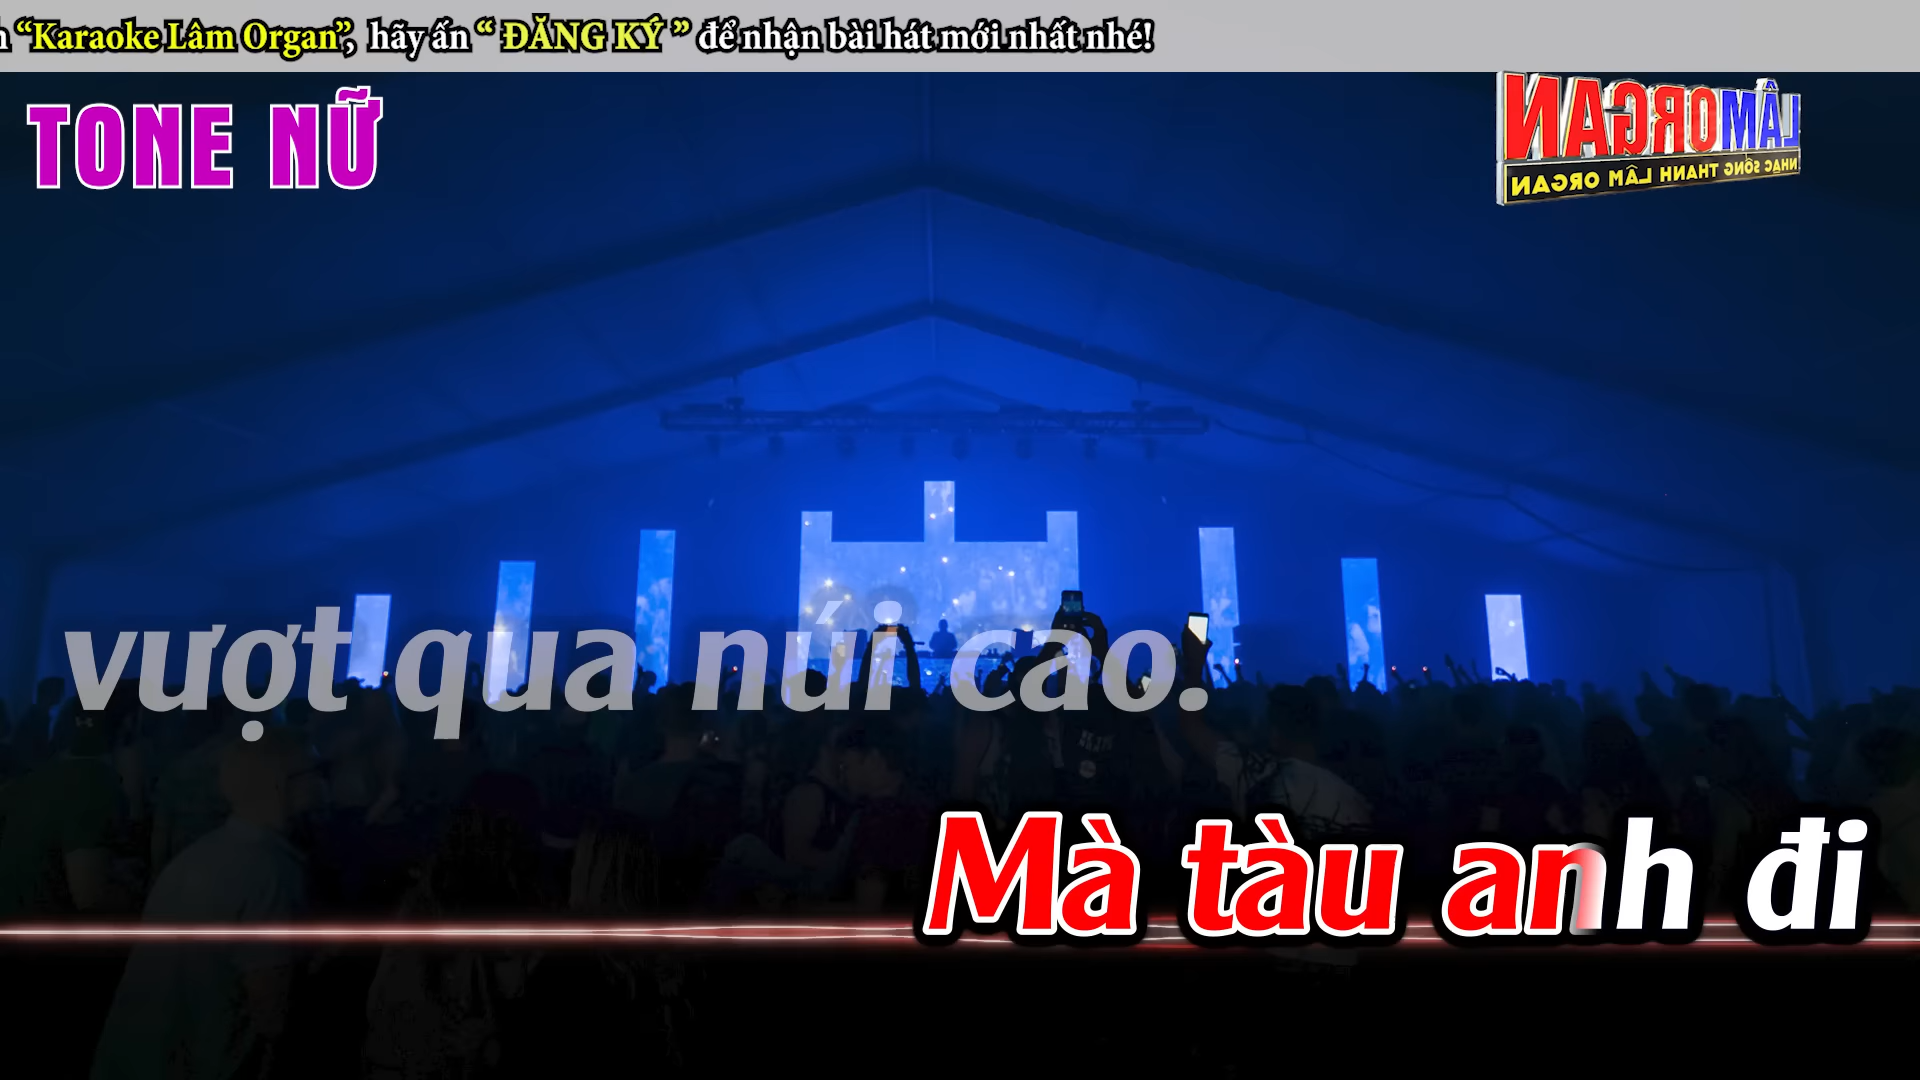 “Karaoke Lâm Organ”, hãy ấn “ ĐĂNG KÝ ” để nhận bài hát mới nhất nhé!
TONE NỮ
LÂM ORGAN
NHẠC SỐNG THANH LÂM ORGAN
vượt qua núi cao.
Mà tàu anh đi